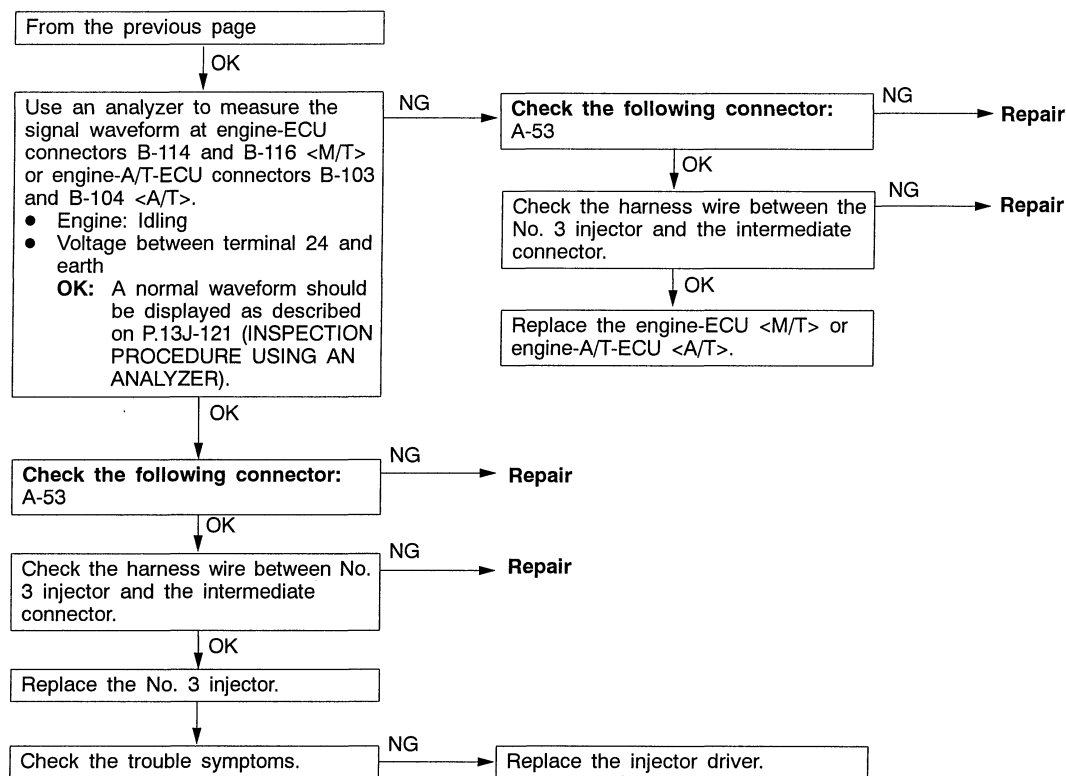 From the previous page
OK
Use an analyzer to measure the
signal waveform at engine-ECU
connectors B-114 and B-116 <M/T>
or engine-A/T-ECU connectors B-103
and B-104 <A/T>.
● Engine: Idling
● Voltage between terminal 24 and
earth
OK: A normal waveform should
be displayed as described
on P.13J-121 (INSPECTION
PROCEDURE USING AN
ANALYZER).
NG
Check the following connector:
A-53
NG
Repair
OK
Check the harness wire between the
No. 3 injector and the intermediate
connector.
NG
Repair
OK
Replace the engine-ECU <M/T> or
engine-A/T-ECU <A/T>.
OK
Check the following connector:
A-53
NG
Repair
OK
Check the harness wire between No.
3 injector and the intermediate
connector.
NG
Repair
OK
Replace the No. 3 injector.
Check the trouble symptoms.
NG
Replace the injector driver.